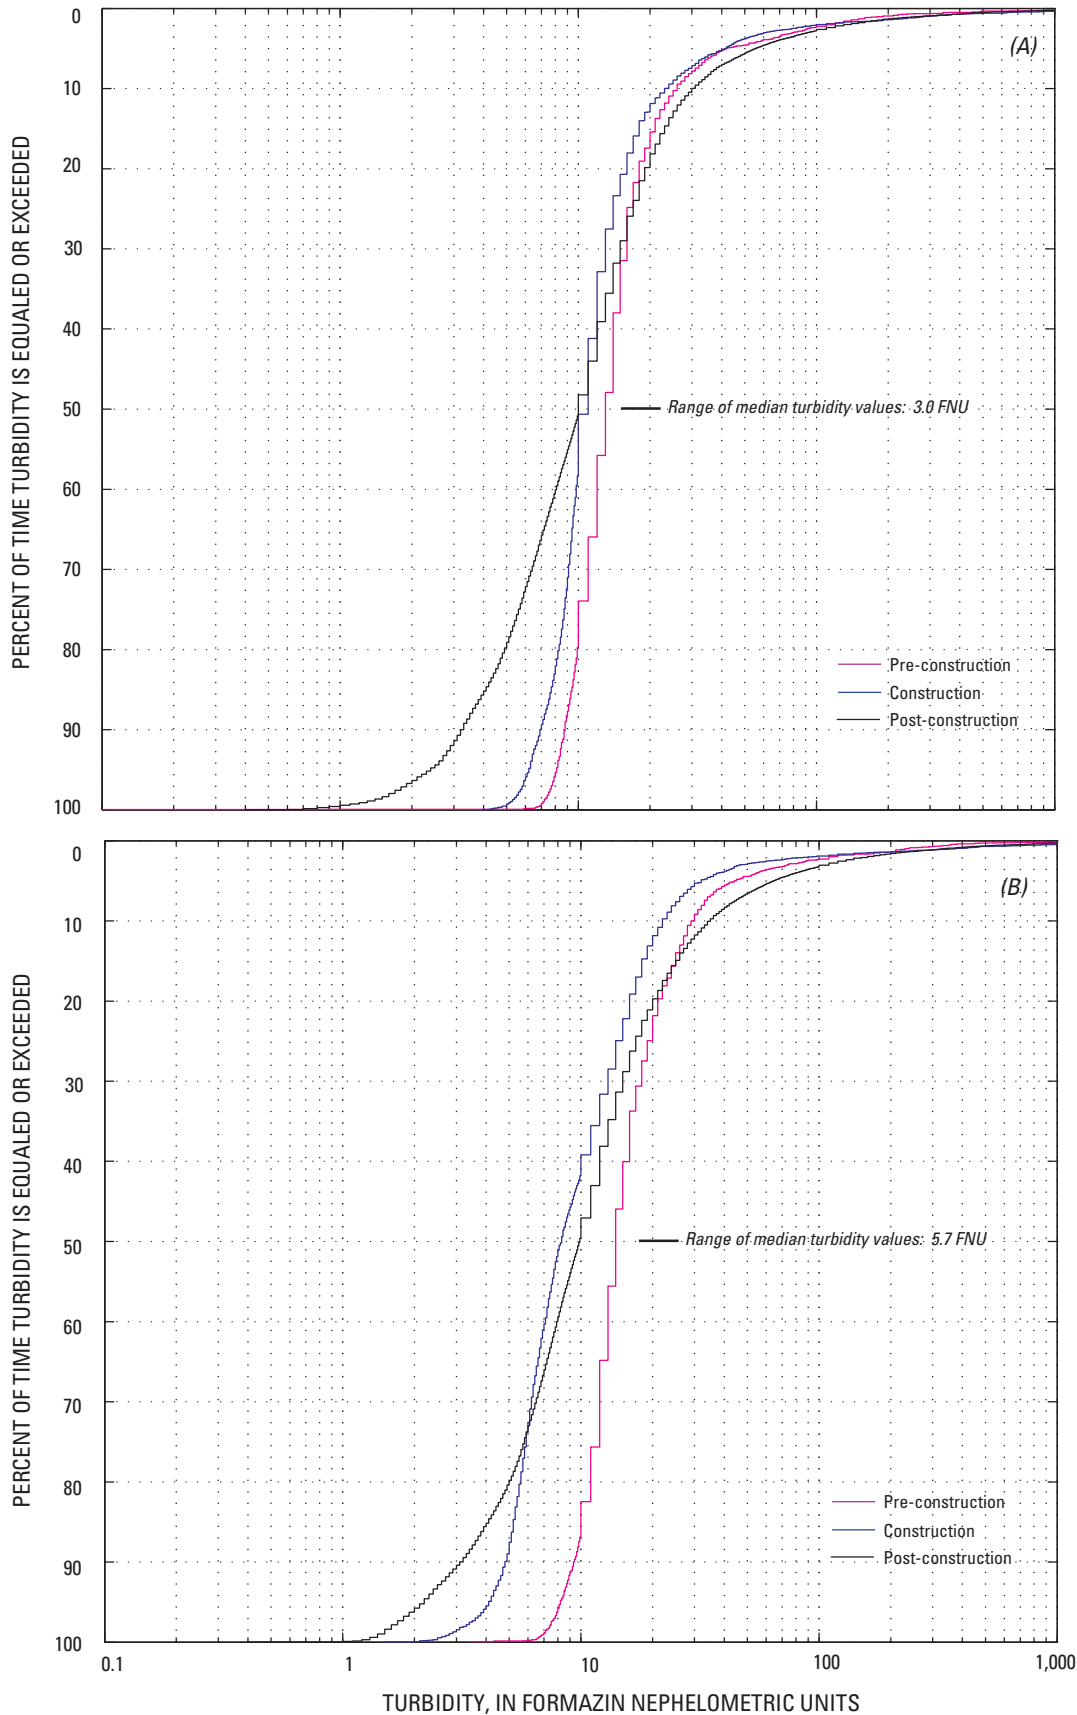 0
10
20
30
40
50
60
70
80
90
100
PERCENT OF TIME TURBIDITY IS EQUALED OR EXCEEDED
(A)
Range of median turbidity values: 3.0 FNU
Pre-construction
Construction
Post-construction
0
10
20
30
40
50
60
70
80
90
100
PERCENT OF TIME TURBIDITY IS EQUALED OR EXCEEDED
(B)
Range of median turbidity values: 5.7 FNU
Pre-construction
Construction
Post-construction
0.1 1 10 100 1,000
TURBIDITY, IN FORMAZIN NEPHELOMETRIC UNITS